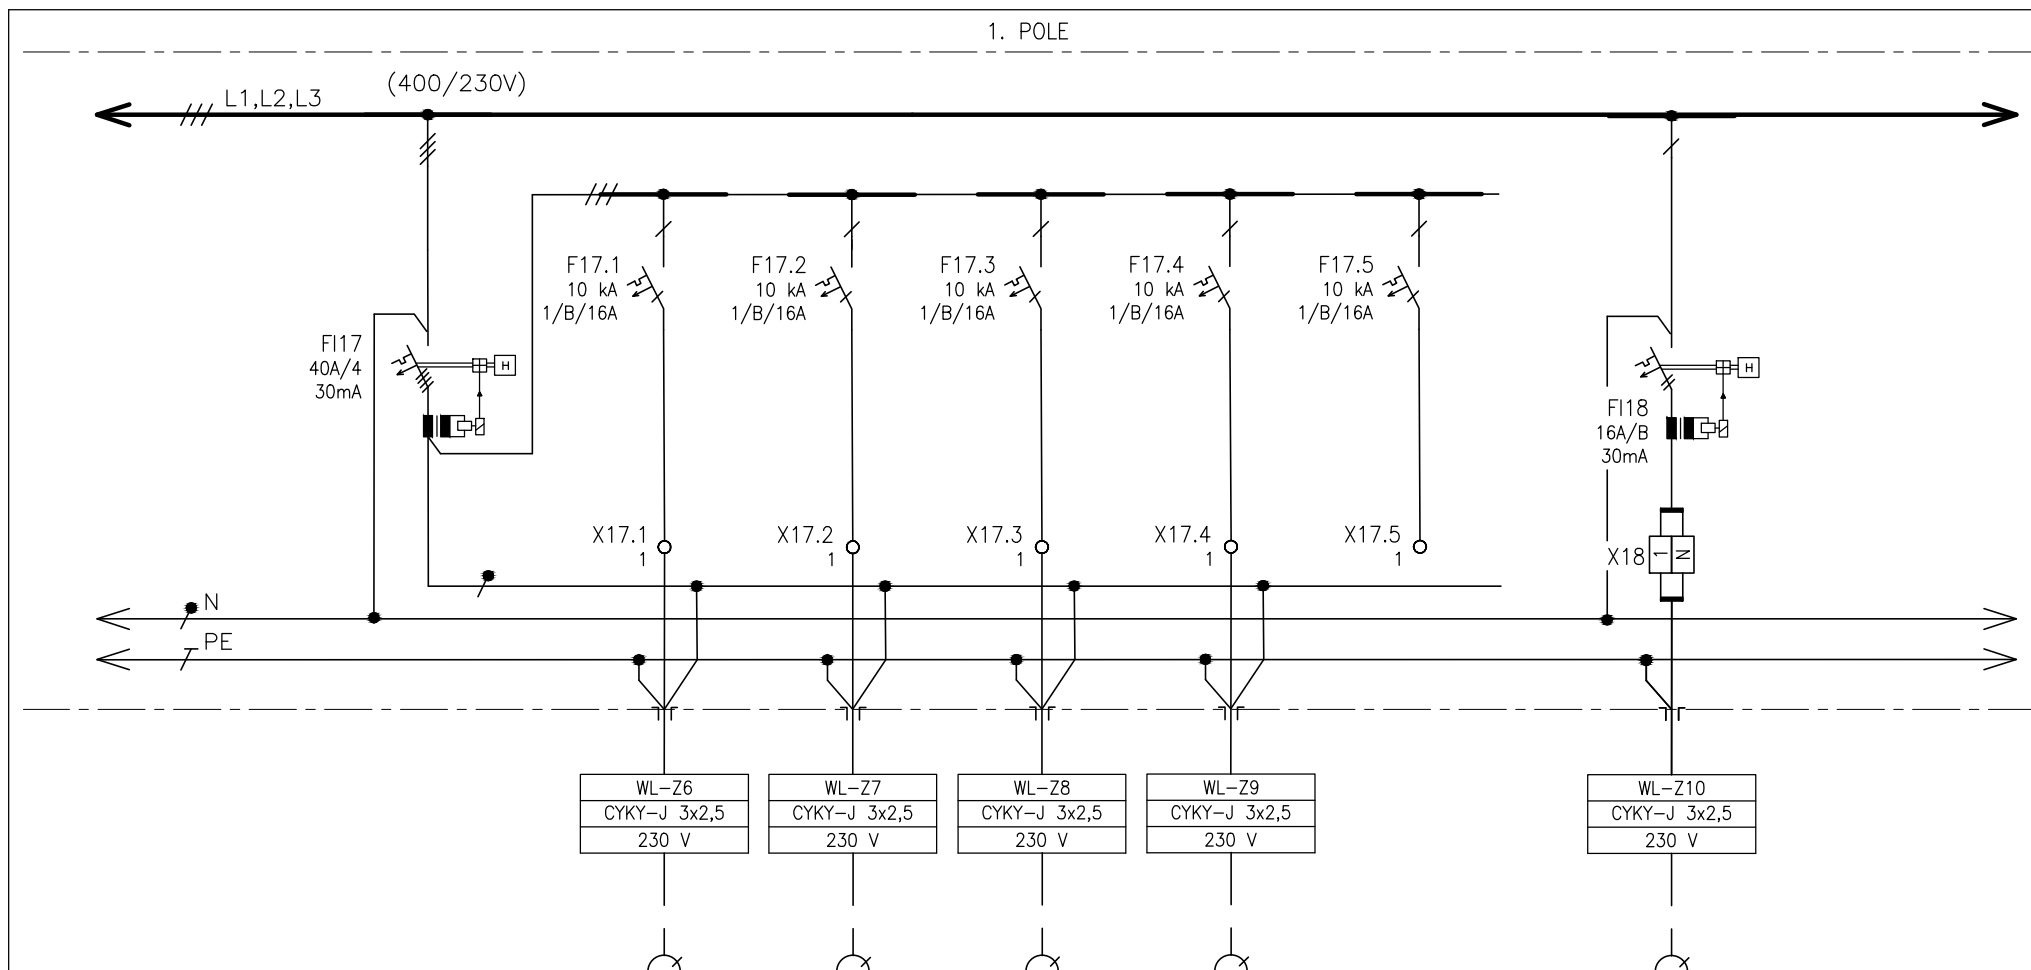 1. POLE
(400/230V)
L1,L2,L3
F17.1
10 kA
1/B/16A
F17.2
10 kA
1/B/16A
F17.3
10 kA
1/B/16A
F17.4
10 kA
1/B/16A
F17.5
10 kA
1/B/16A
FI17
40A/4
30mA
H
H
FI18
16A/B
30mA
X17.1
1
X17.2
1
X17.3
1
X17.4
1
X17.5
1
X18
1
N
N
PE
WL-Z6
CYKY-J 3x2,5
230 V
WL-Z7
CYKY-J 3x2,5
230 V
WL-Z8
CYKY-J 3x2,5
230 V
WL-Z9
CYKY-J 3x2,5
230 V
WL-Z10
CYKY-J 3x2,5
230 V